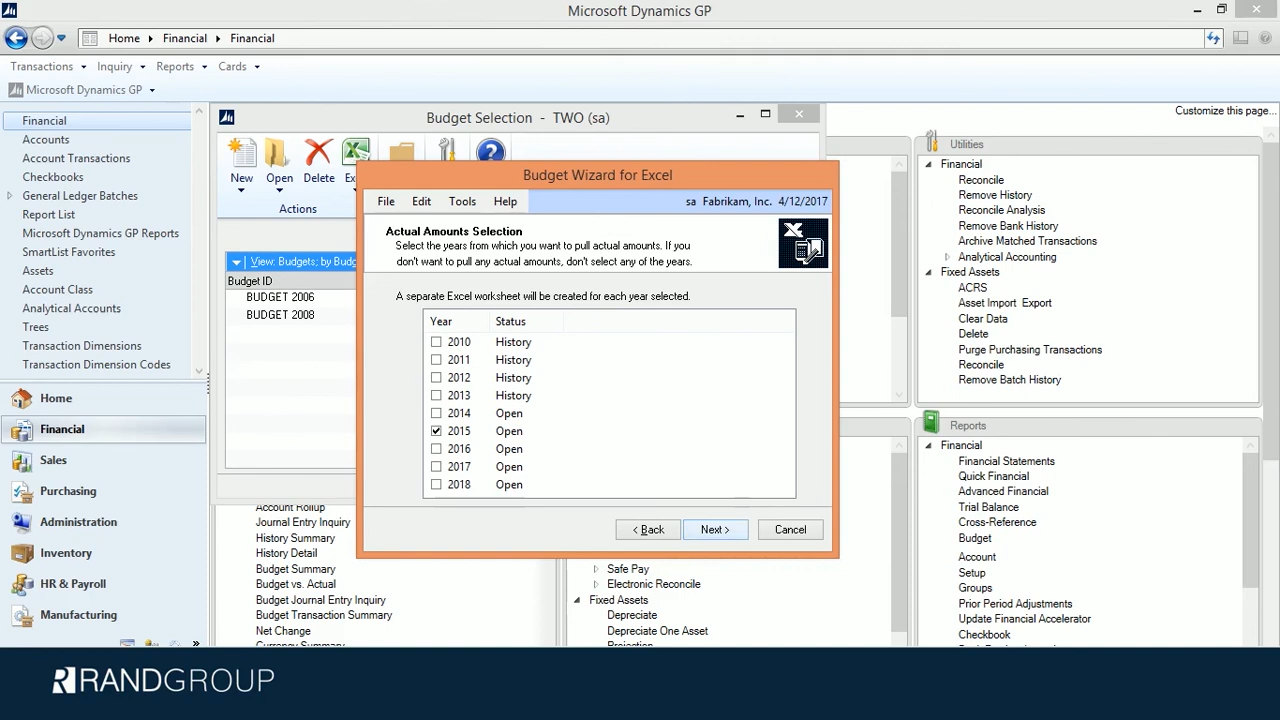 Microsoft Dynamics GP
Home Financial Financial
Transactions Inquiry Reports Cards
Microsoft Dynamics GP
Customize this page...
Financial
Accounts
Account Transactions
Checkbooks
General Ledger Batches
Report List
Microsoft Dynamics GP Reports
SmartList Favorites
Assets
Account Class
Analytical Accounts
Trees
Transaction Dimensions
Transaction Dimension Codes
Home
Financial
Sales
Purchasing
Administration
Inventory
HR & Payroll
Manufacturing
Budget Selection - TWO (sa)
New Open Delete
Actions
View: Budgets; by Budg
Budget ID
BUDGET 2006
BUDGET 2008
Budget Wizard for Excel
File Edit Tools Help sa Fabrikam, Inc. 4/12/2017
Actual Amounts Selection
Select the years from which you want to pull actual amounts. If you
don't want to pull any actual amounts, don't select any of the years.
A separate Excel worksheet will be created for each year selected.
Year Status
2010 History
2011 History
2012 History
2013 History
2014 Open
2015 Open
2016 Open
2017 Open
2018 Open
< Back Next > Cancel
Account Rollup
Journal Entry Inquiry
History Summary
History Detail
Budget Summary
Budget vs. Actual
Budget Journal Entry Inquiry
Budget Transaction Summary
Net Change
Currency Summary
Safe Pay
Electronic Reconcile
Fixed Assets
Depreciate
Depreciate One Asset
Projection
Utilities
Financial
Reconcile
Remove History
Reconcile Analysis
Remove Bank History
Archive Matched Transactions
Analytical Accounting
Fixed Assets
ACRS
Asset Import Export
Clear Data
Delete
Purge Purchasing Transactions
Reconcile
Remove Batch History
Reports
Financial
Financial Statements
Quick Financial
Advanced Financial
Trial Balance
Cross-Reference
Budget
Account
Setup
Groups
Prior Period Adjustments
Update Financial Accelerator
Checkbook
RANDGROUP